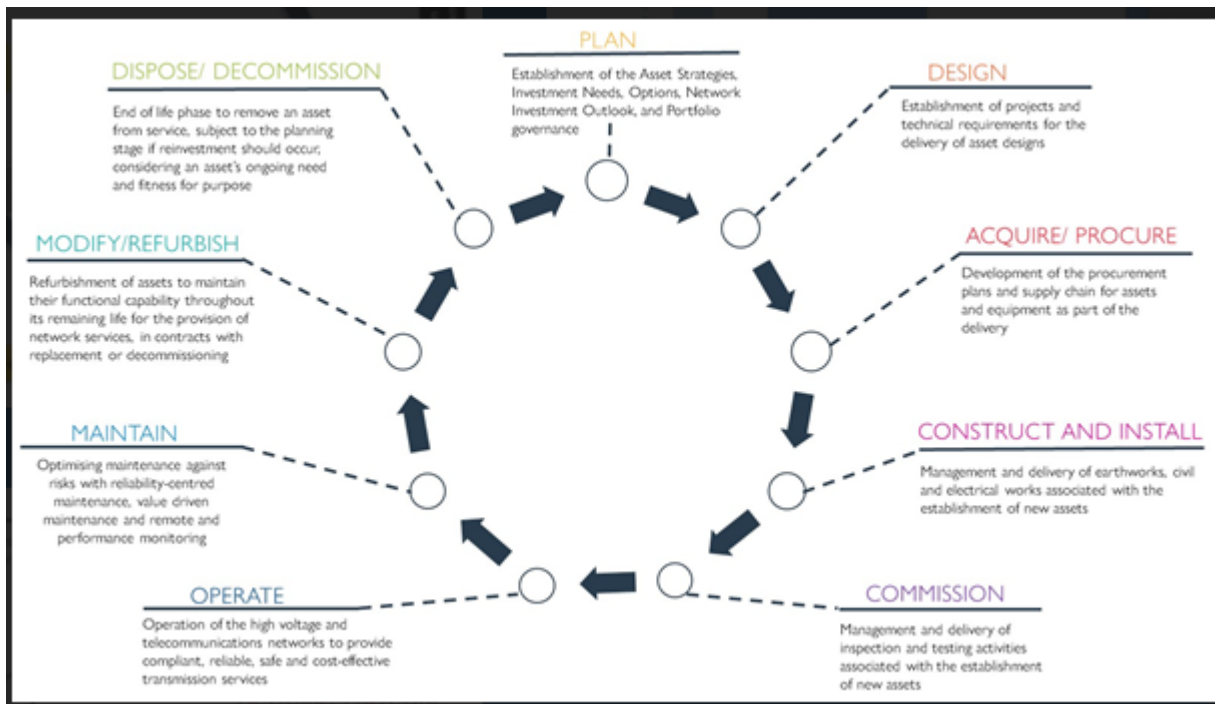 PLAN
Establishment of the Asset Strategies,
Investment Needs, Options, Network
Investment Outlook, and Portfolio
governance
DESIGN
Establishment of projects and
technical requirements for the
delivery of asset designs
ACQUIRE/ PROCURE
Development of the procurement
plans and supply chain for assets
and equipment as part of the
delivery
CONSTRUCT AND INSTALL
Management and delivery of earthworks, civil
and electrical works associated with the
establishment of new assets
COMMISSION
Management and delivery of
inspection and testing activities
associated with the establishment
of new assets
OPERATE
Operation of the high voltage and
telecommunications networks to provide
compliant, reliable, safe and cost-effective
transmission services
MAINTAIN
Optimising maintenance against
risks with reliability-centred
maintenance, value driven
maintenance and remote and
performance monitoring
MODIFY/REFURBISH
Refurbishment of assets to maintain
their functional capability throughout
its remaining life for the provision of
network services, in contracts with
replacement or decommissioning
DISPOSE/ DECOMMISSION
End of life phase to remove an asset
from service, subject to the planning
stage if reinvestment should occur,
considering an asset's ongoing need
and fitness for purpose